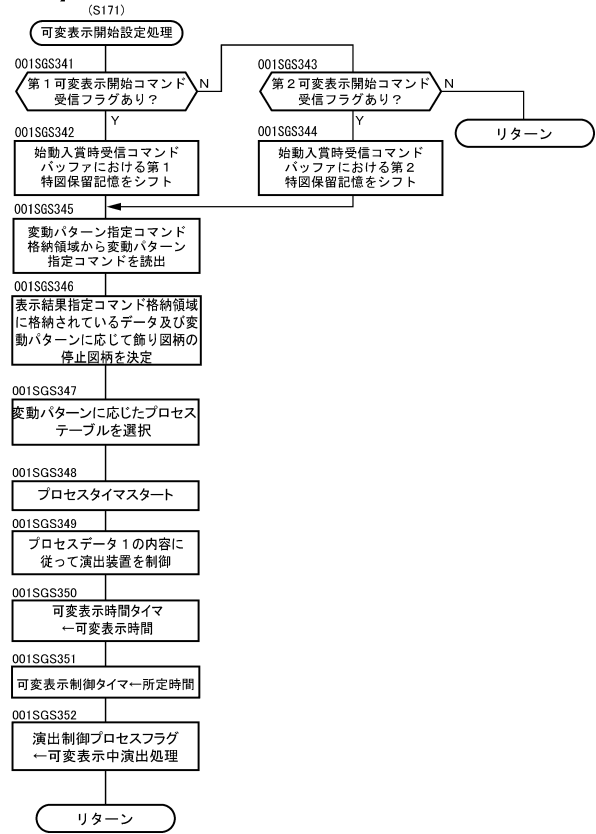 (S171)
可変表示開始設定処理
001SGS341
第1可変表示開始コマンド
受信フラグあり?
N
Y
001SGS343
第2可変表示開始コマンド
受信フラグあり?
N
Y
リターン
001SGS342
始動入賞時受信コマンド
バッファにおける第1
特図保留記憶をシフト
001SGS344
始動入賞時受信コマンド
バッファにおける第2
特図保留記憶をシフト
001SGS345
変動パターン指定コマンド
格納領域から変動パターン
指定コマンドを読出
001SGS346
表示結果指定コマンド格納領域
に格納されているデータ及び変
動パターンに応じて飾り図柄の
停止図柄を決定
001SGS347
変動パターンに応じたプロセス
テーブルを選択
001SGS348
プロセスタイマスタート
001SGS349
プロセスデータ1の内容に
従って演出装置を制御
001SGS350
可変表示時間タイマ
←可変表示時間
001SGS351
可変表示制御タイマ←所定時間
001SGS352
演出制御プロセスフラグ
←可変表示中演出処理
リターン